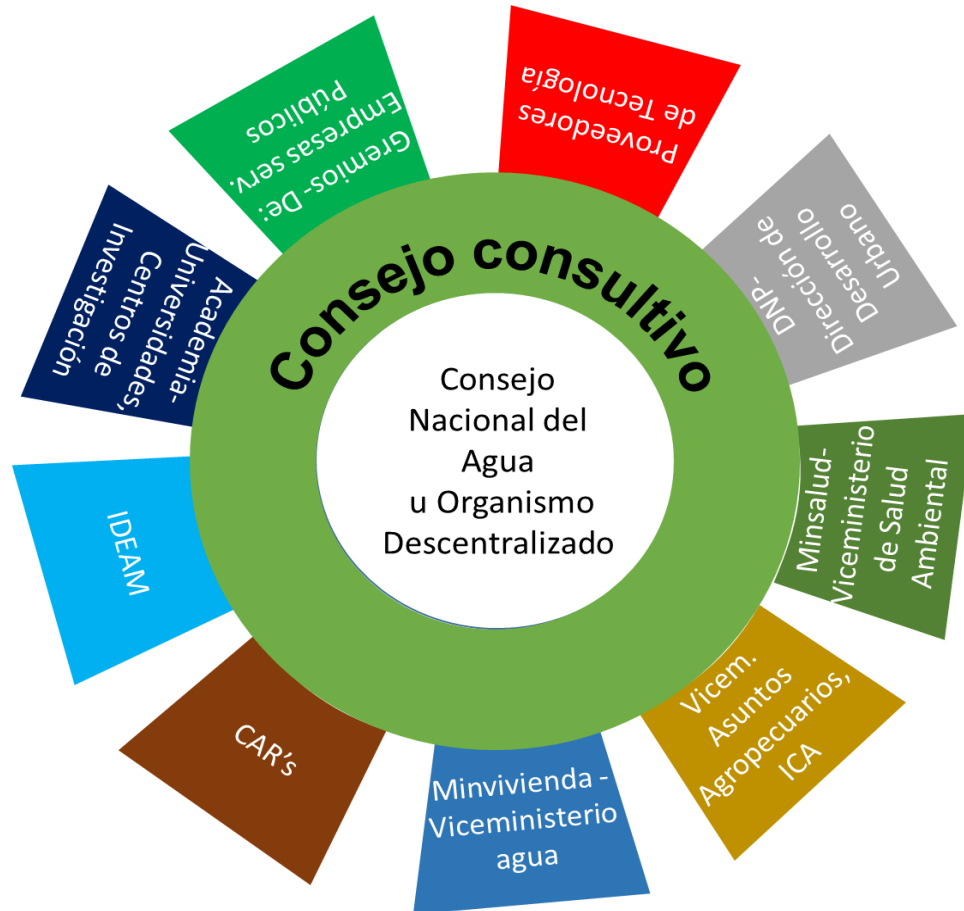 Consejo consultivo
Consejo
Nacional del
Agua
u Organismo
Descentralizado
Proveedores
de Tecnología
DNP-
Dirección de
Desarrollo
Urbano
Minsalud-
Viceministerio
de Salud
Ambiental
Vicem.
Asuntos
Agropecuarios,
ICA
Minvivienda -
Viceministerio
agua
CAR's
IDEAM
Academia-
Universidades,
Centros de
Investigación
Gremios- De:
Empresas serv.
Públicos